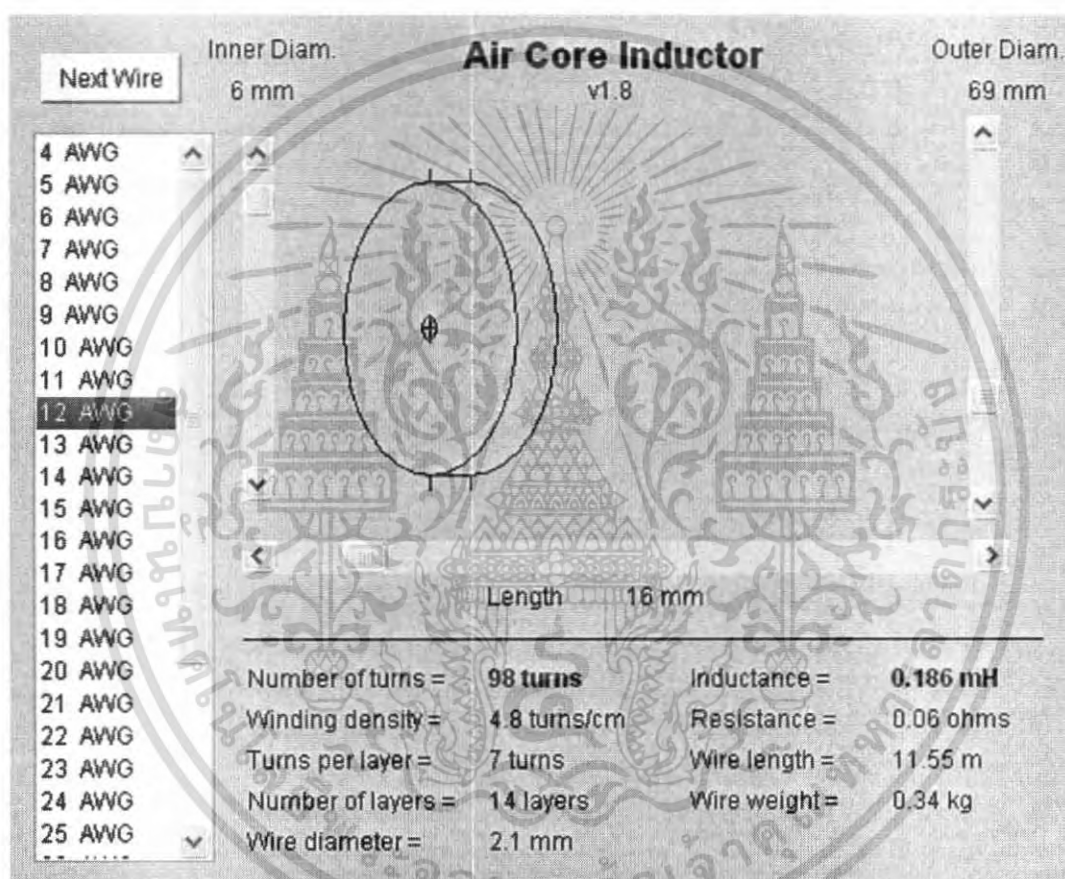 Next Wire
Inner Diam.
6 mm
Air Core Inductor
v1.8
Outer Diam.
69 mm
4 AWG
5 AWG
6 AWG
7 AWG
8 AWG
9 AWG
10 AWG
11 AWG
12 AWG
13 AWG
14 AWG
15 AWG
16 AWG
17 AWG
18 AWG
19 AWG
20 AWG
21 AWG
22 AWG
23 AWG
24 AWG
25 AWG
Length 16 mm
Number of turns = 98 turns
Winding density = 4.8 turns/cm
Turns per layer = 7 turns
Number of layers = 14 layers
Wire diameter = 2.1 mm
Inductance = 0.186 mH
Resistance = 0.06 ohms
Wire length = 11.55 m
Wire weight = 0.34 kg